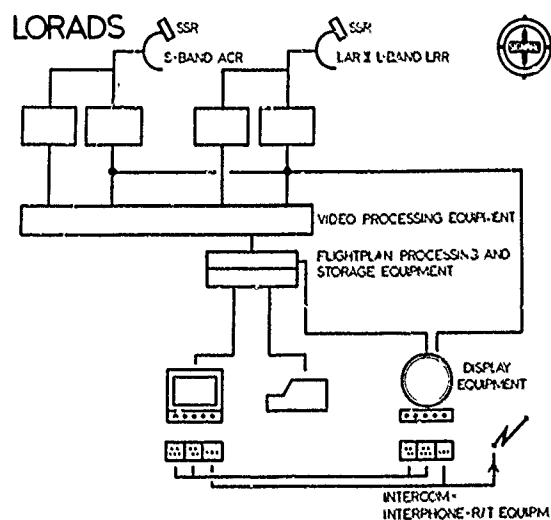 LORADS
SSR
S-BAND ACR
SSR
LAR II L-BAND LRR
VIDEO PROCESSING EQUIPMENT
FLIGHTPLAN PROCESSING AND
STORAGE EQUIPMENT
DISPLAY
EQUIPMENT
INTERCOM-
INTERPHONE-R/T EQUIPM